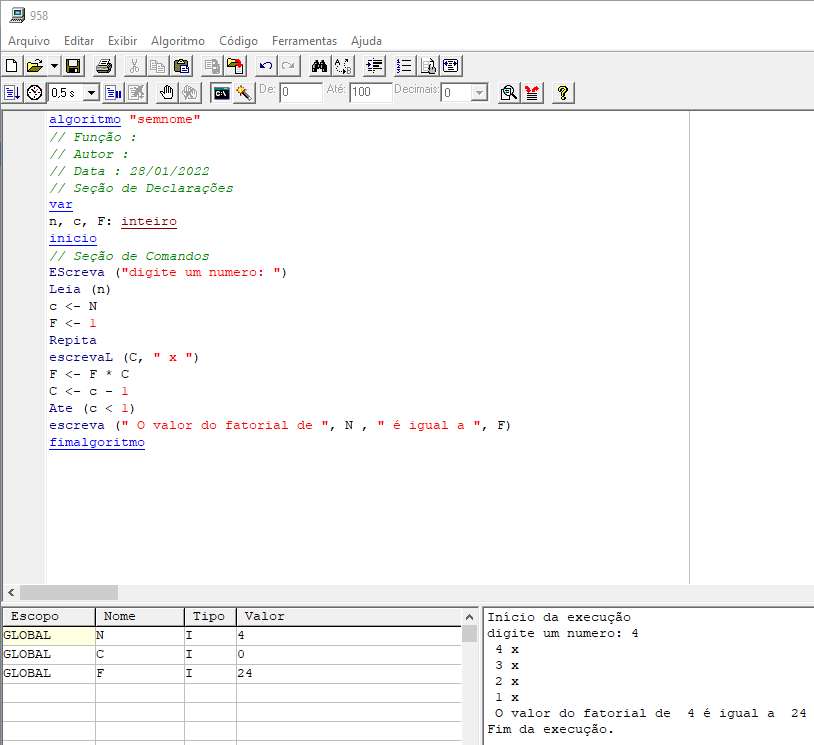 958
Arquivo Editar Exibir Algoritmo Código Ferramentas Ajuda
0,5 s De: 0 Até: 100 Decimais: 0
algoritmo "semnome"
// Função :
// Autor :
// Data : 28/01/2022
// Seção de Declarações
var
n, c, F: inteiro
inicio
// Seção de Comandos
EScreva ("digite um numero: ")
Leia (n)
c <- N
F <- 1
Repita
escrevaL (C, " x ")
F <- F * C
C <- c - 1
Ate (c < 1)
escreva (" O valor do fatorial de ", N , " é igual a ", F)
fimalgoritmo
Escopo Nome Tipo Valor
GLOBAL N I 4
GLOBAL C I 0
GLOBAL F I 24
Início da execução
digite um numero: 4
4 x
3 x
2 x
1 x
O valor do fatorial de  4 é igual a  24
Fim da execução.